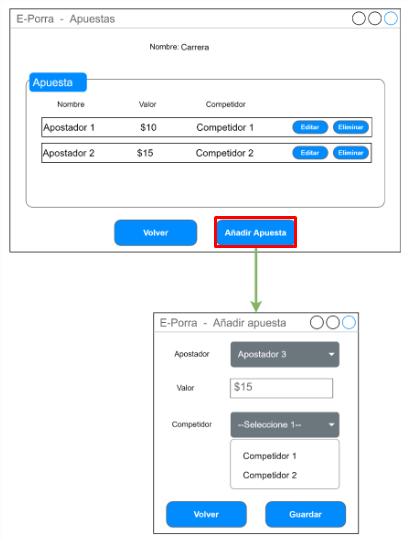 E-Porra - Apuestas
Nombre: Carrera
Apuesta
Nombre Valor Competidor
Apostador 1 $10 Competidor 1 Editar Eliminar
Apostador 2 $15 Competidor 2 Editar Eliminar
Volver Añadir Apuesta
E-Porra - Añadir apuesta
Apostador Apostador 3
Valor $15
Competidor --Seleccione 1--
Competidor 1
Competidor 2
Volver Guardar